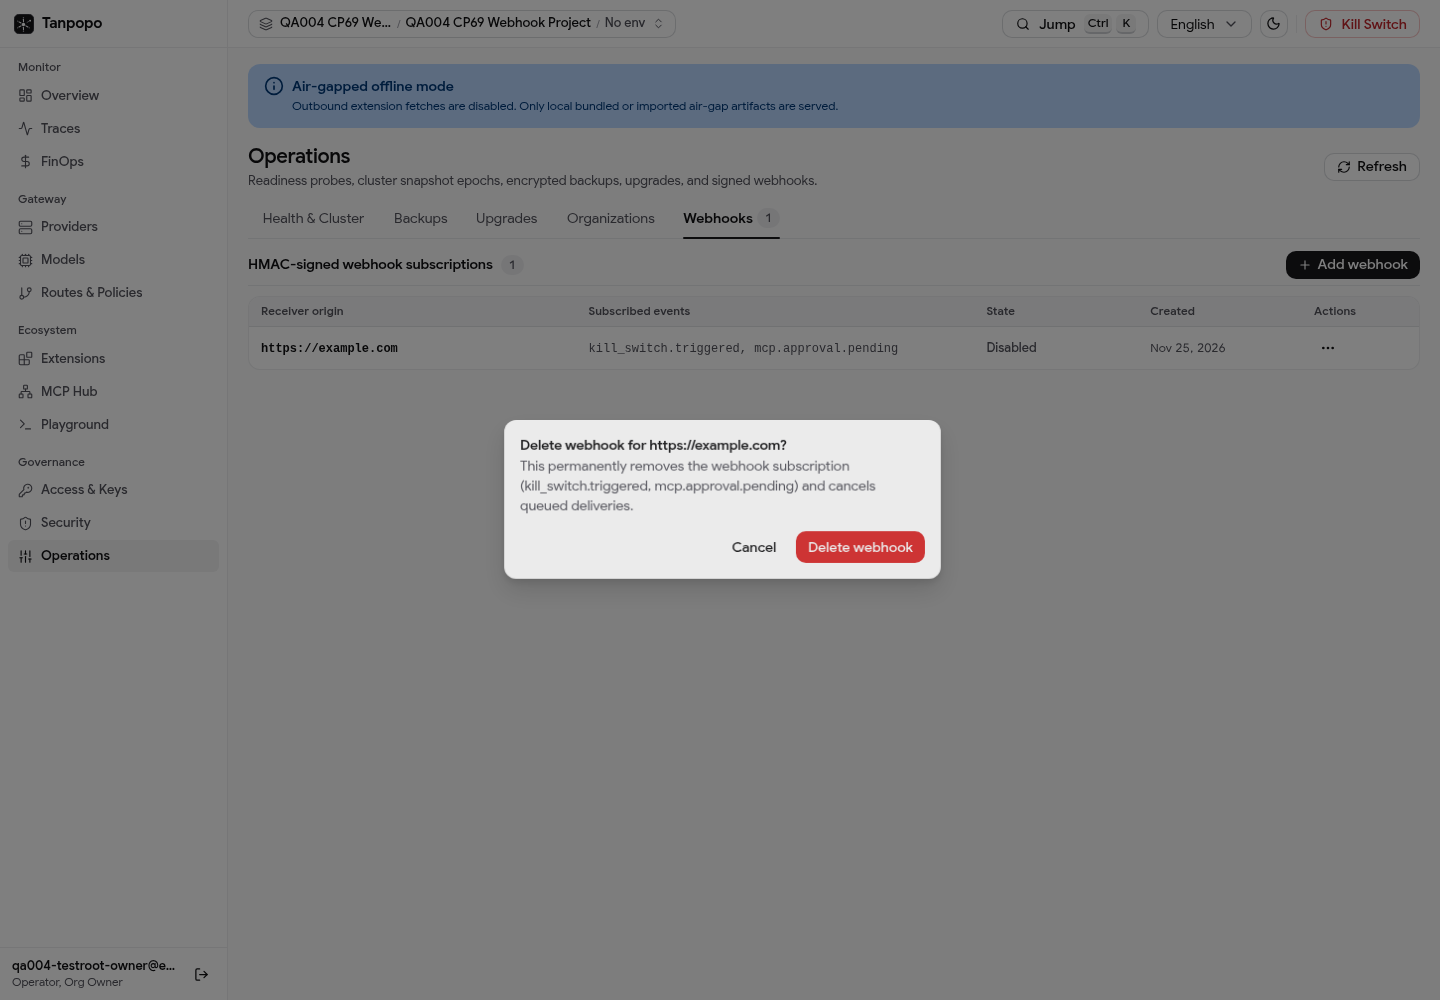 Tanpopo
QA004 CP69 We... / QA004 CP69 Webhook Project / No env
Jump Ctrl K
English
Kill Switch
Monitor
Overview
Traces
FinOps
Gateway
Providers
Models
Routes & Policies
Ecosystem
Extensions
MCP Hub
Playground
Governance
Access & Keys
Security
Operations
qa004-testroot-owner@e...
Operator, Org Owner
Air-gapped offline mode
Outbound extension fetches are disabled. Only local bundled or imported air-gap artifacts are served.
Operations
Readiness probes, cluster snapshot epochs, encrypted backups, upgrades, and signed webhooks.
Refresh
Health & Cluster Backups Upgrades Organizations Webhooks 1
HMAC-signed webhook subscriptions 1
+ Add webhook
Receiver origin Subscribed events State Created Actions
https://example.com kill_switch.triggered, mcp.approval.pending Disabled Nov 25, 2026 ...
Delete webhook for https://example.com?
This permanently removes the webhook subscription
(kill_switch.triggered, mcp.approval.pending) and cancels
queued deliveries.
Cancel Delete webhook